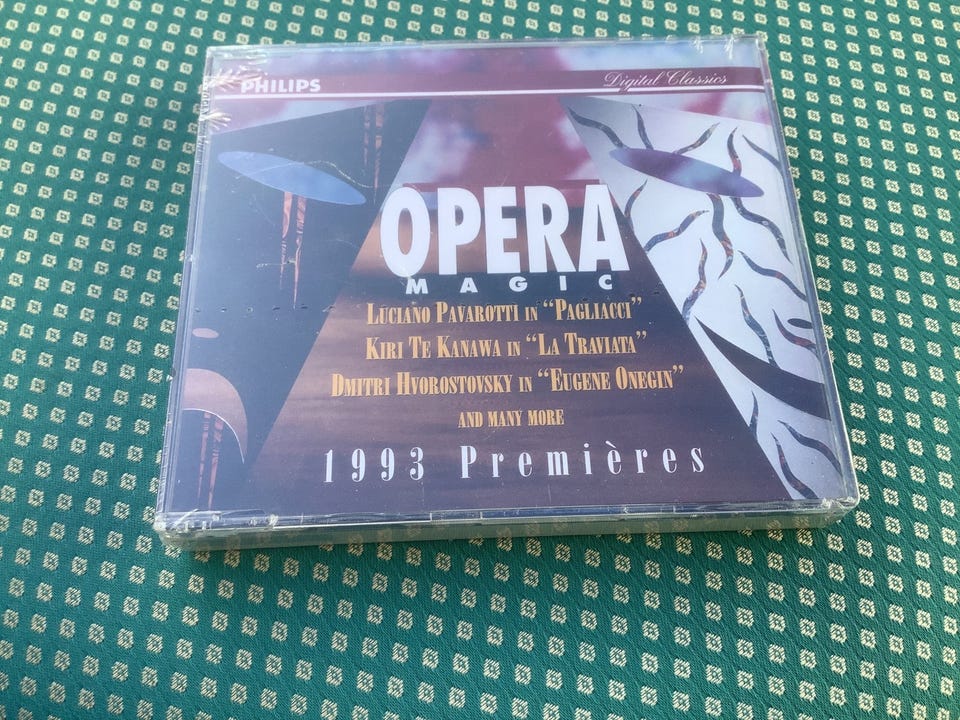 PHILIPS
Digital Classics
OPERA
MAGIC
LUCIANO PAVAROTTI IN “PAGLIACCI”
KIRI TE KANAWA IN “LA TRAVIATA”
DMITRI HVOROSTOVSKY IN “EUGENE ONEGIN”
AND MANY MORE
1993 Premières